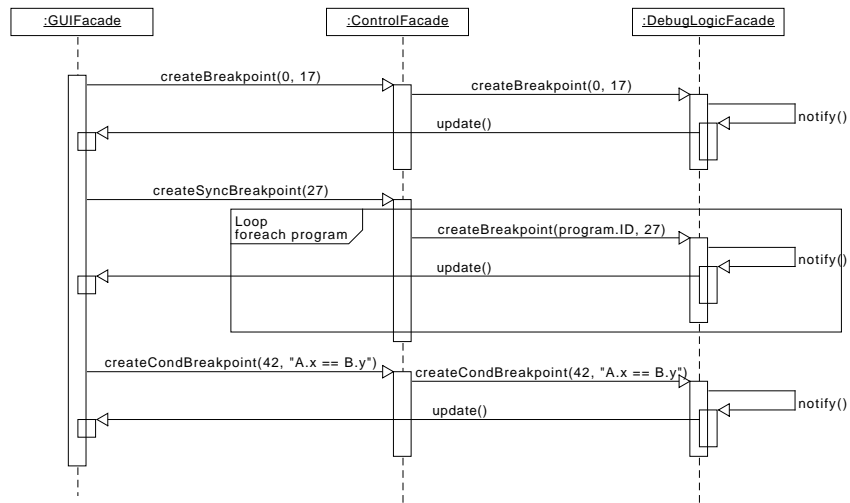 :GUIFacade
:ControlFacade
:DebugLogicFacade
createBreakpoint(0, 17)
createBreakpoint(0, 17)
notify()
update()
createSyncBreakpoint(27)
Loop
foreach program
createBreakpoint(program.ID, 27)
notify()
update()
createCondBreakpoint(42, "A.x == B.y")
createCondBreakpoint(42, "A.x == B.y")
notify()
update()